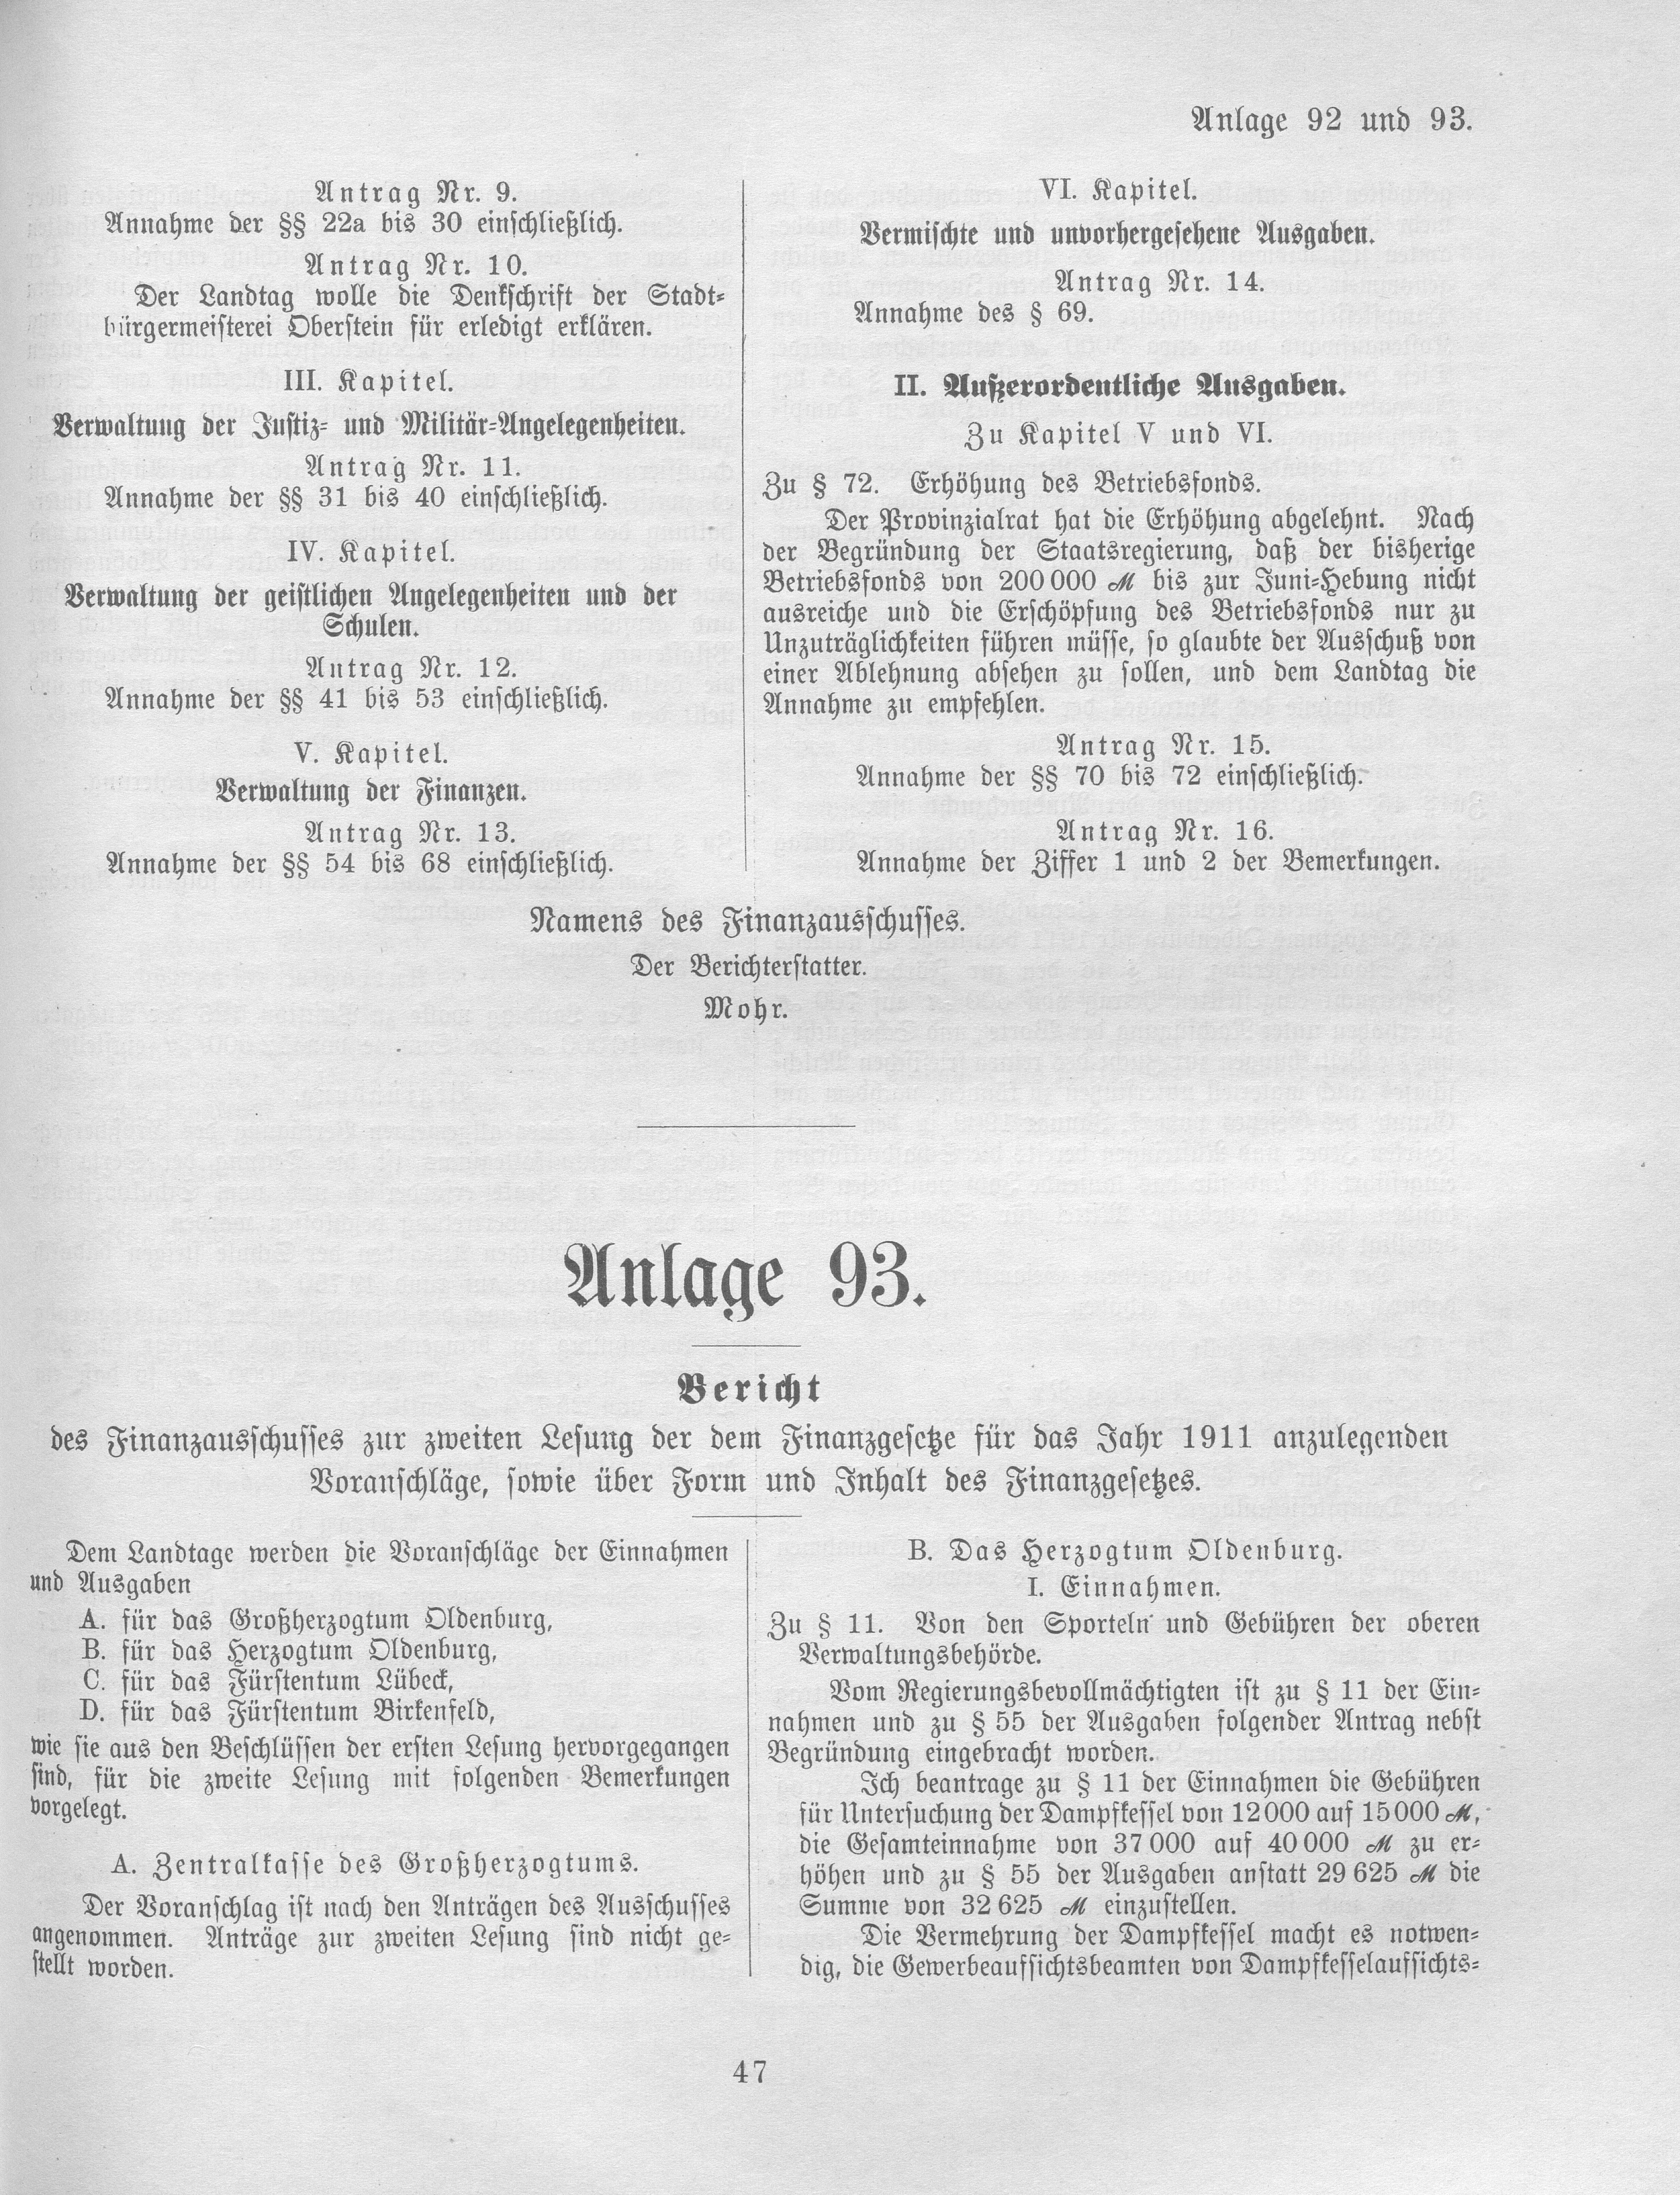 Anlage 92 und 93.
Antrag Nr. 9.
Annahme der §§ 22a bis 30 einschließlich.
Antrag Nr. 10.
Der Landtag wolle die Denkschrift der Stadt-
bürgermeisterei Oberstein für erledigt erklären.
III. Kapitel.
Verwaltung der Justiz- und Militär-Angelegenheiten.
Antrag Nr. 11.
Annahme der §§ 31 bis 40 einschließlich.
IV. Kapitel.
Verwaltung der geistlichen Angelegenheiten und der
Schulen.
Antrag Nr. 12.
Annahme der §§ 41 bis 53 einschließlich.
V. Kapitel.
Verwaltung der Finanzen.
Antrag Nr. 13.
Annahme der §§ 54 bis 68 einschließlich.
VI. Kapitel.
Vermischte und unvorhergesehene Ausgaben.
Antrag Nr. 14.
Annahme des § 69.
II. Außerordentliche Ausgaben.
Zu Kapitel V und VI.
Zu § 72. Erhöhung des Betriebsfonds.
Der Provinzialrat hat die Erhöhung abgelehnt. Nach
der Begründung der Staatsregierung, daß der bisherige
Betriebsfonds von 200 000 ℳ bis zur Juni-Hebung nicht
ausreiche und die Erschöpfung des Betriebsfonds nur zu
Unzuträglichkeiten führen müsse, so glaubte der Ausschuß von
einer Ablehnung absehen zu sollen, und dem Landtag die
Annahme zu empfehlen.
Antrag Nr. 15.
Annahme der §§ 70 bis 72 einschließlich.
Antrag Nr. 16.
Annahme der Ziffer 1 und 2 der Bemerkungen.
Namens des Finanzausschusses.
Der Berichterstatter.
Mohr.
Anlage 93.
Bericht
des Finanzausschusses zur zweiten Lesung der dem Finanzgesetze für das Jahr 1911 anzulegenden
Voranschläge, sowie über Form und Inhalt des Finanzgesetzes.
Dem Landtage werden die Voranschläge der Einnahmen
und Ausgaben
A. für das Großherzogtum Oldenburg,
B. für das Herzogtum Oldenburg,
C. für das Fürstentum Lübeck,
D. für das Fürstentum Birkenfeld,
wie sie aus den Beschlüssen der ersten Lesung hervorgegangen
sind, für die zweite Lesung mit folgenden Bemerkungen
vorgelegt.
A. Zentralkasse des Großherzogtums.
Der Voranschlag ist nach den Anträgen des Ausschusses
angenommen. Anträge zur zweiten Lesung sind nicht ge-
stellt worden.
B. Das Herzogtum Oldenburg.
I. Einnahmen.
Zu § 11. Von den Sporteln und Gebühren der oberen
Verwaltungsbehörde.
Vom Regierungsbevollmächtigten ist zu § 11 der Ein-
nahmen und zu § 55 der Ausgaben folgender Antrag nebst
Begründung eingebracht worden.
Ich beantrage zu § 11 der Einnahmen die Gebühren
für Untersuchung der Dampfkessel von 12 000 auf 15 000 ℳ,
die Gesamteinnahme von 37 000 auf 40 000 ℳ zu er-
höhen und zu § 55 der Ausgaben anstatt 29 625 ℳ die
Summe von 32 625 ℳ einzustellen.
Die Vermehrung der Dampfkessel macht es notwen-
dig, die Gewerbeaufsichtsbeamten von Dampfkesselaufsichts-
47